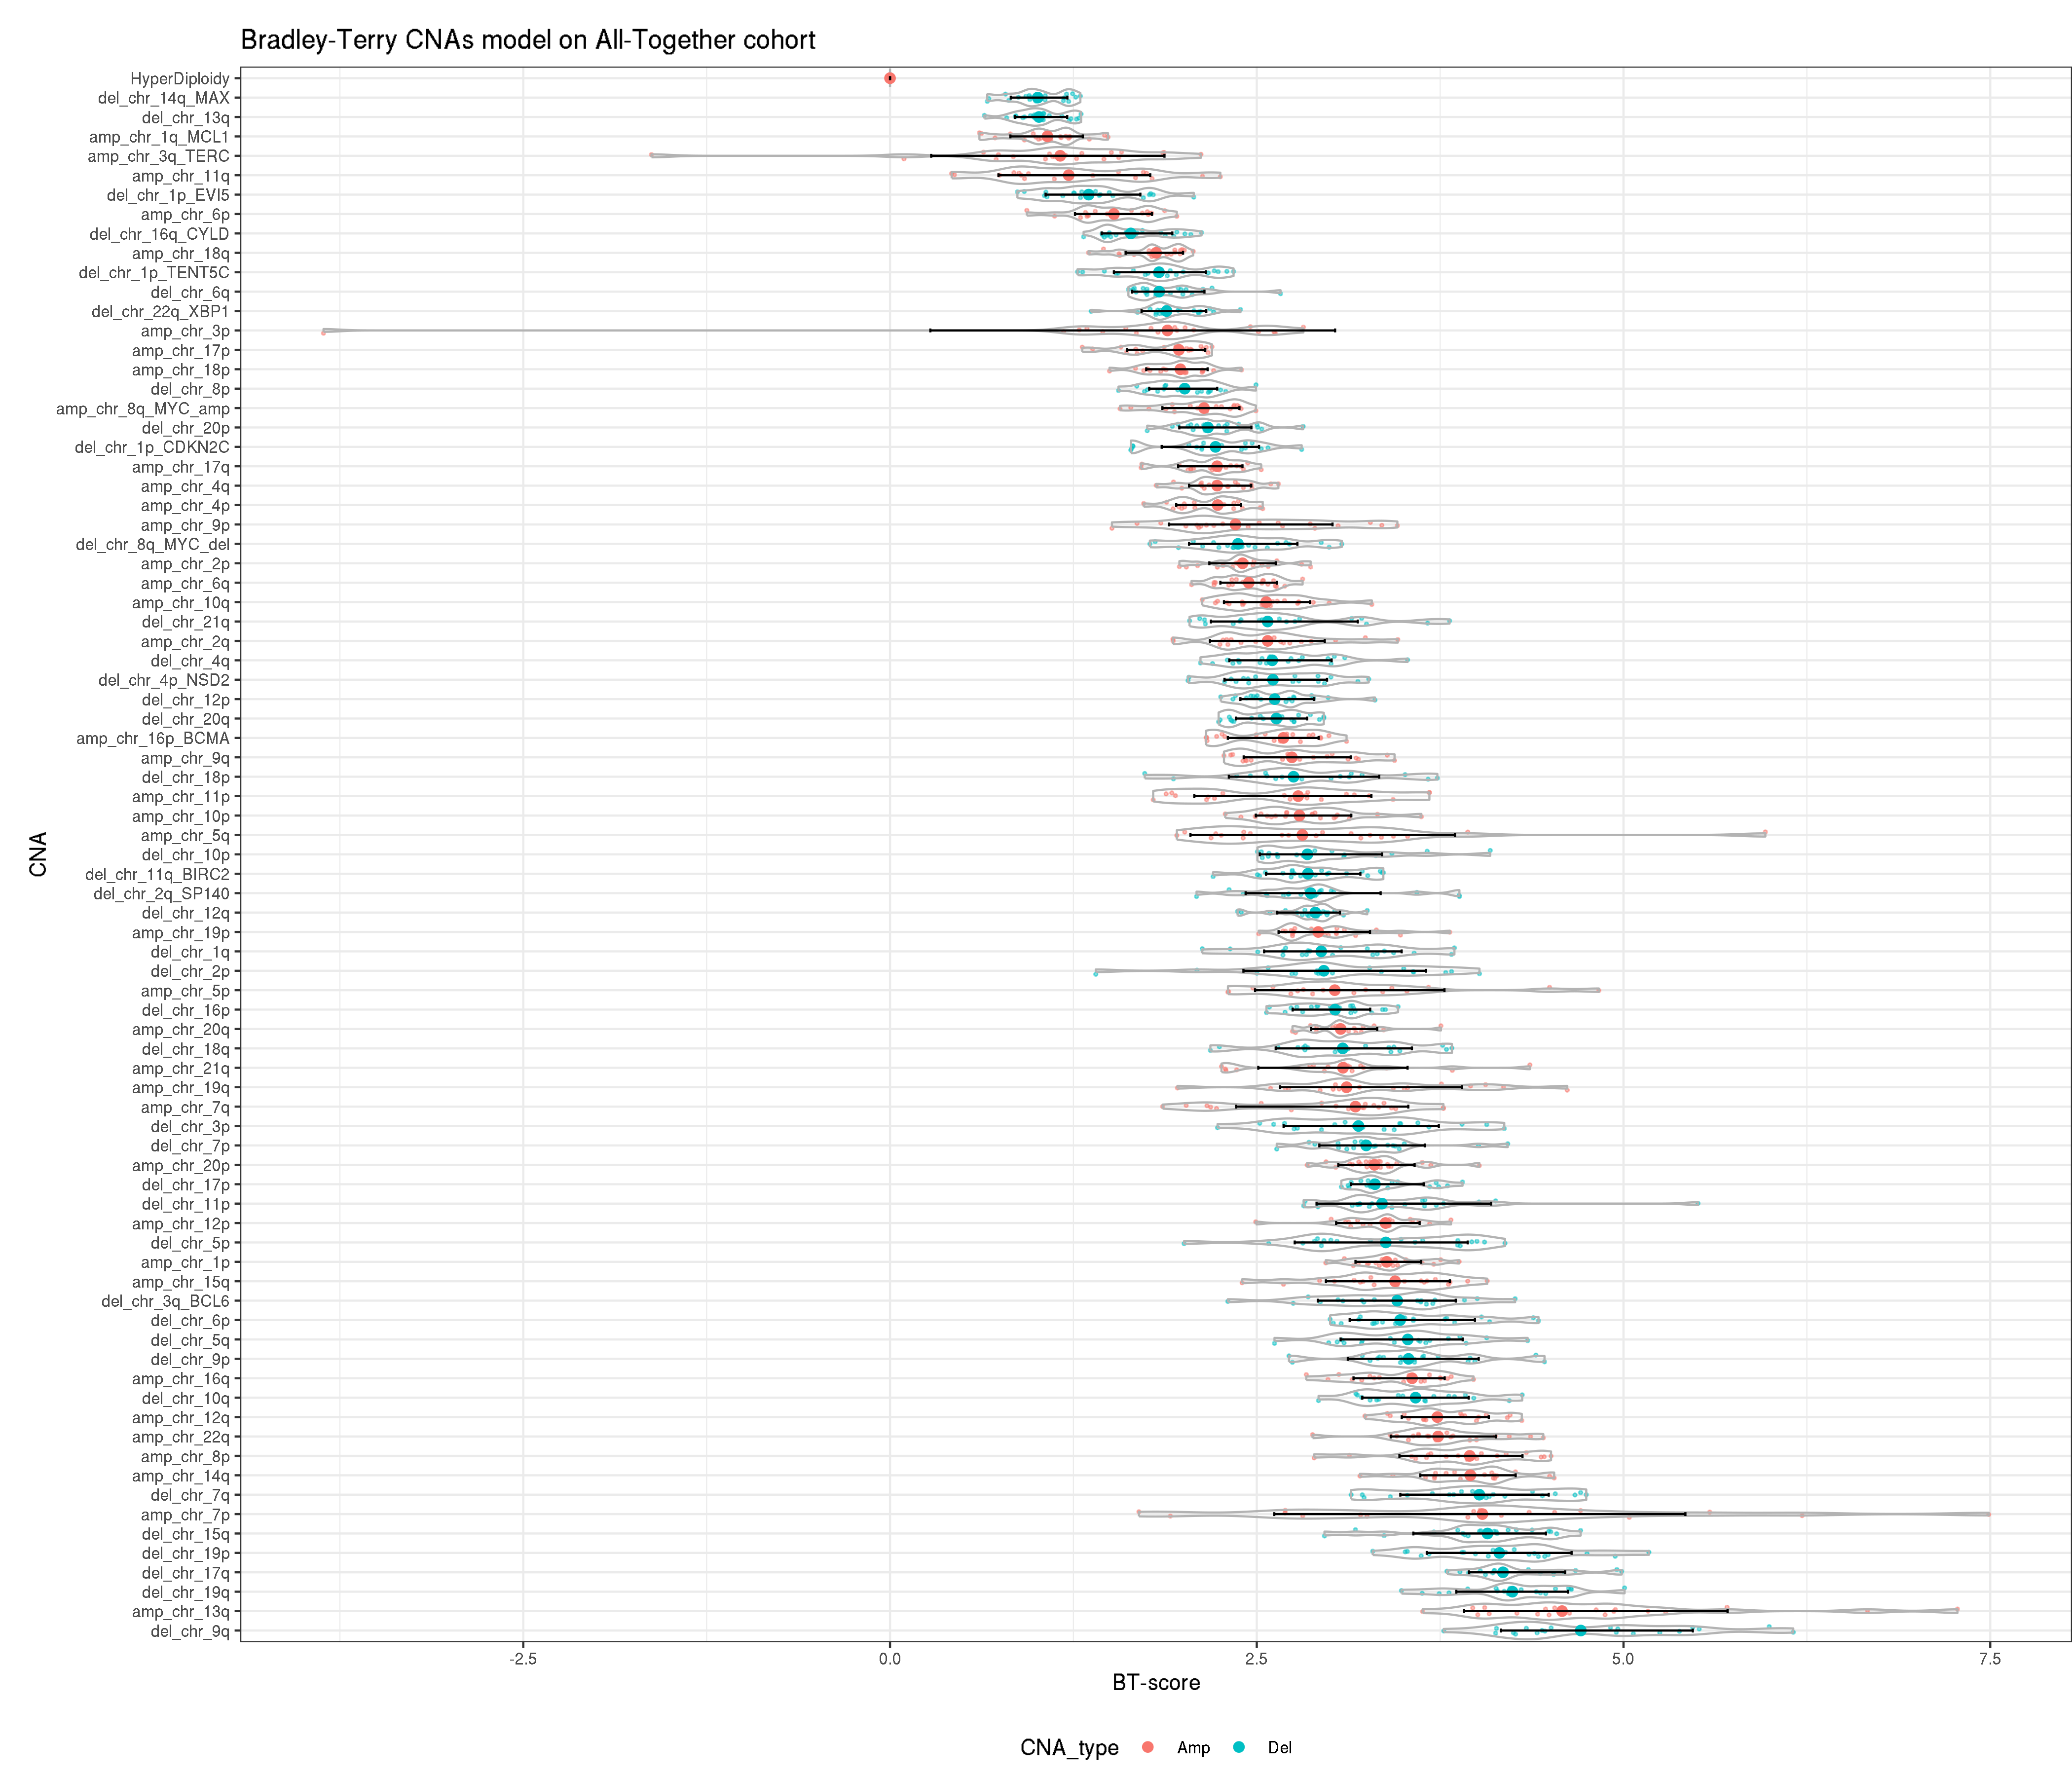 Bradley-Terry CNAs model on All-Together cohort
HyperDiploidy
del_chr_14q_MAX
del_chr_13q
amp_chr_1q_MCL1
amp_chr_3q_TERC
amp_chr_11q
del_chr_1p_EVI5
amp_chr_6p
del_chr_16q_CYLD
amp_chr_18q
del_chr_1p_TENT5C
del_chr_6q
del_chr_22q_XBP1
amp_chr_3p
amp_chr_17p
amp_chr_18p
del_chr_8p
amp_chr_8q_MYC_amp
del_chr_20p
del_chr_1p_CDKN2C
amp_chr_17q
amp_chr_4q
amp_chr_4p
amp_chr_9p
del_chr_8q_MYC_del
amp_chr_2p
amp_chr_6q
amp_chr_10q
del_chr_21q
amp_chr_2q
del_chr_4q
del_chr_4p_NSD2
del_chr_12p
del_chr_20q
amp_chr_16p_BCMA
amp_chr_9q
del_chr_18p
amp_chr_11p
amp_chr_10p
amp_chr_5q
del_chr_10p
del_chr_11q_BIRC2
del_chr_2q_SP140
del_chr_12q
amp_chr_19p
del_chr_1q
del_chr_2p
amp_chr_5p
del_chr_16p
amp_chr_20q
del_chr_18q
amp_chr_21q
amp_chr_19q
amp_chr_7q
del_chr_3p
del_chr_7p
amp_chr_20p
del_chr_17p
del_chr_11p
amp_chr_12p
del_chr_5p
amp_chr_1p
amp_chr_15q
del_chr_3q_BCL6
del_chr_6p
del_chr_5q
del_chr_9p
amp_chr_16q
del_chr_10q
amp_chr_12q
amp_chr_22q
amp_chr_8p
amp_chr_14q
del_chr_7q
amp_chr_7p
del_chr_15q
del_chr_19p
del_chr_17q
del_chr_19q
amp_chr_13q
del_chr_9q
CNA
-2.5 0.0 2.5 5.0 7.5
BT-score
CNA_type Amp Del